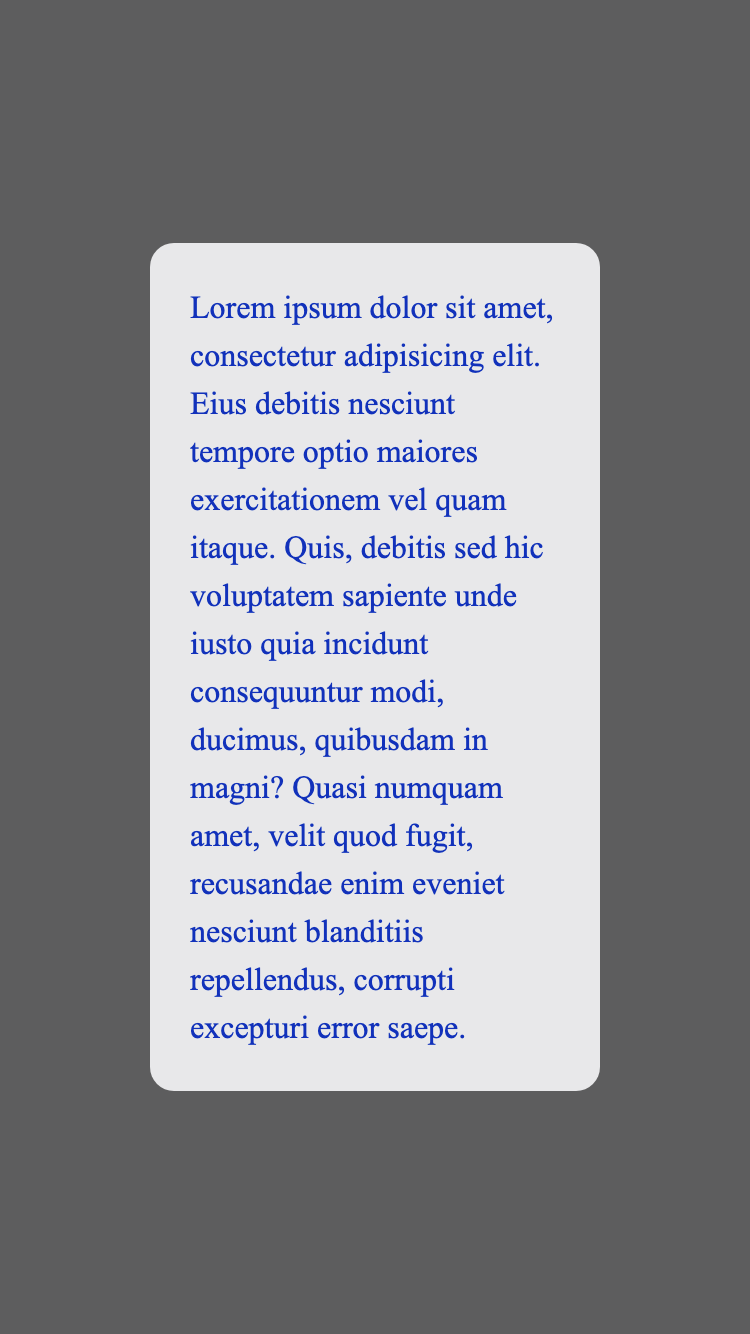 Lorem ipsum dolor sit amet,
consectetur adipisicing elit.
Eius debitis nesciunt
tempore optio maiores
exercitationem vel quam
itaque. Quis, debitis sed hic
voluptatem sapiente unde
iusto quia incidunt
consequuntur modi,
ducimus, quibusdam in
magni? Quasi numquam
amet, velit quod fugit,
recusandae enim eveniet
nesciunt blanditiis
repellendus, corrupti
excepturi error saepe.